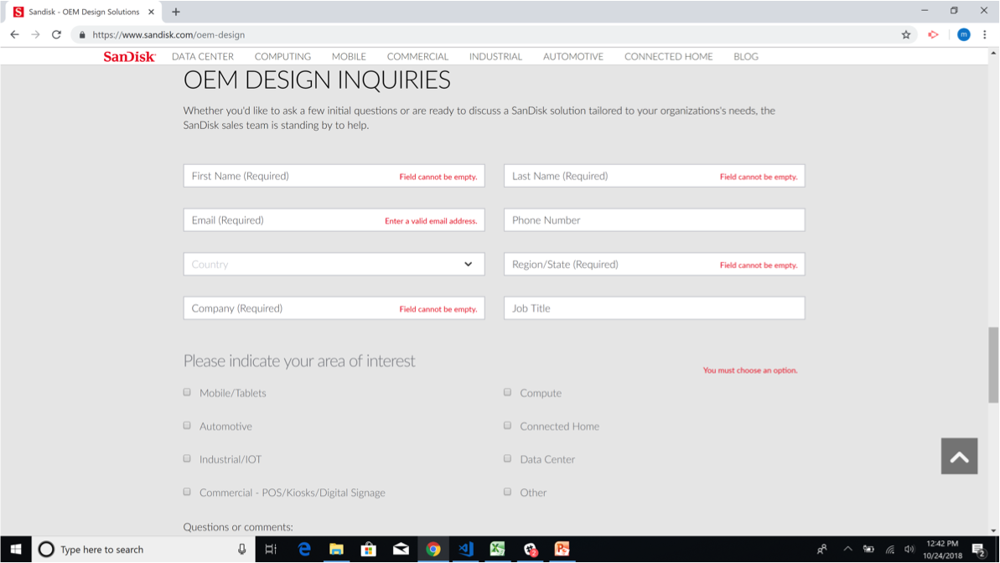 Sandisk - OEM Design Solutions
https://www.sandisk.com/oem-design
SanDisk DATA CENTER COMPUTING MOBILE COMMERCIAL INDUSTRIAL AUTOMOTIVE CONNECTED HOME BLOG
OEM DESIGN INQUIRIES
Whether you'd like to ask a few initial questions or are ready to discuss a SanDisk solution tailored to your organizations's needs, the
SanDisk sales team is standing by to help.
First Name (Required) Field cannot be empty. Last Name (Required) Field cannot be empty.
Email (Required) Enter a valid email address. Phone Number
Country Region/State (Required) Field cannot be empty.
Company (Required) Field cannot be empty. Job Title
Please indicate your area of interest
You must choose an option.
Mobile/Tablets Compute
Automotive Connected Home
Industrial/IOT Data Center
Commercial - POS/Kiosks/Digital Signage Other
Questions or comments:
Type here to search
12:42 PM
10/24/2018
2